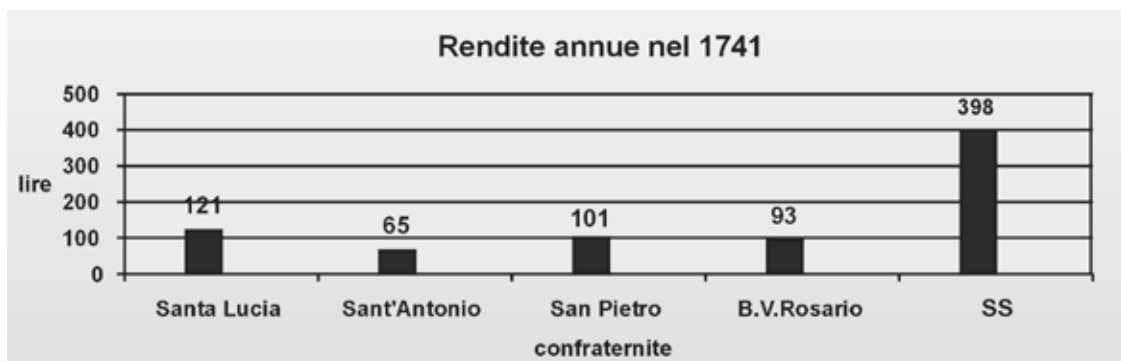 Rendite annue nel 1741
500
400
300
200
100
0
lire
121
65
101
93
398
Santa Lucia
Sant'Antonio
San Pietro
B.V.Rosario
SS
confraternite